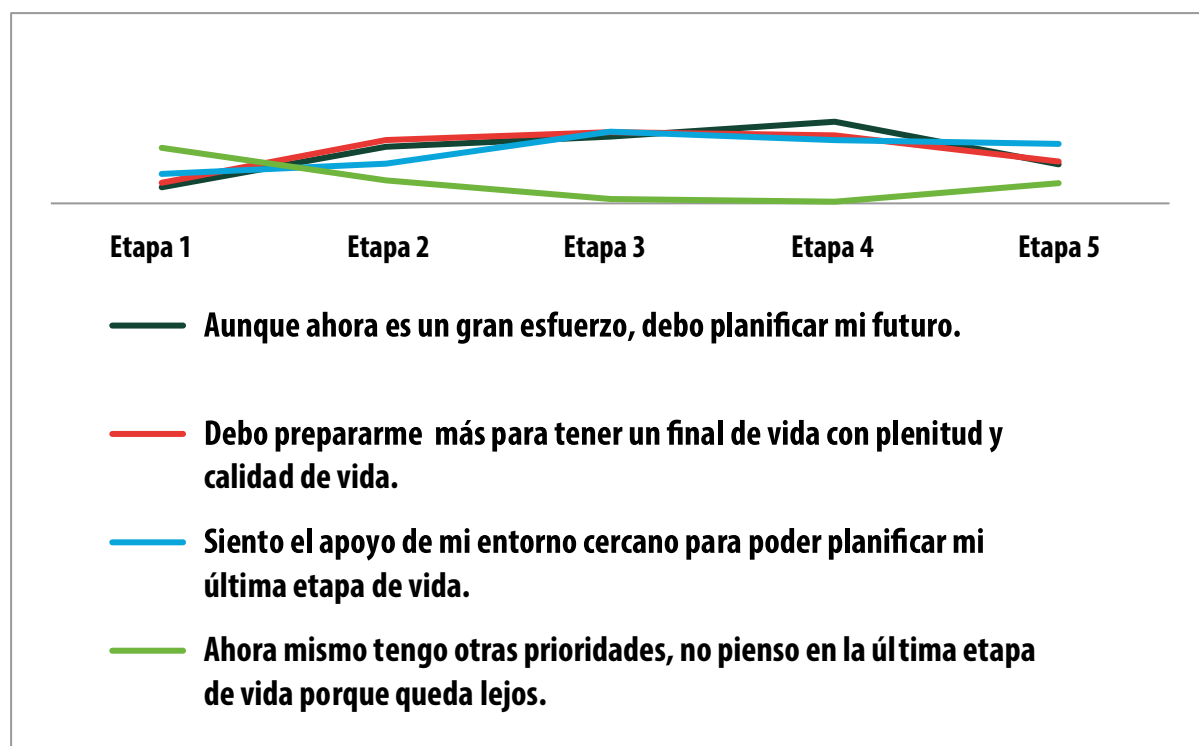 Etapa 1
Etapa 2
Etapa 3
Etapa 4
Etapa 5
Aunque ahora es un gran esfuerzo, debo planificar mi futuro.
Debo prepararme más para tener un final de vida con plenitud y
calidad de vida.
Siento el apoyo de mi entorno cercano para poder planificar mi
última etapa de vida.
Ahora mismo tengo otras prioridades, no pienso en la última etapa
de vida porque queda lejos.